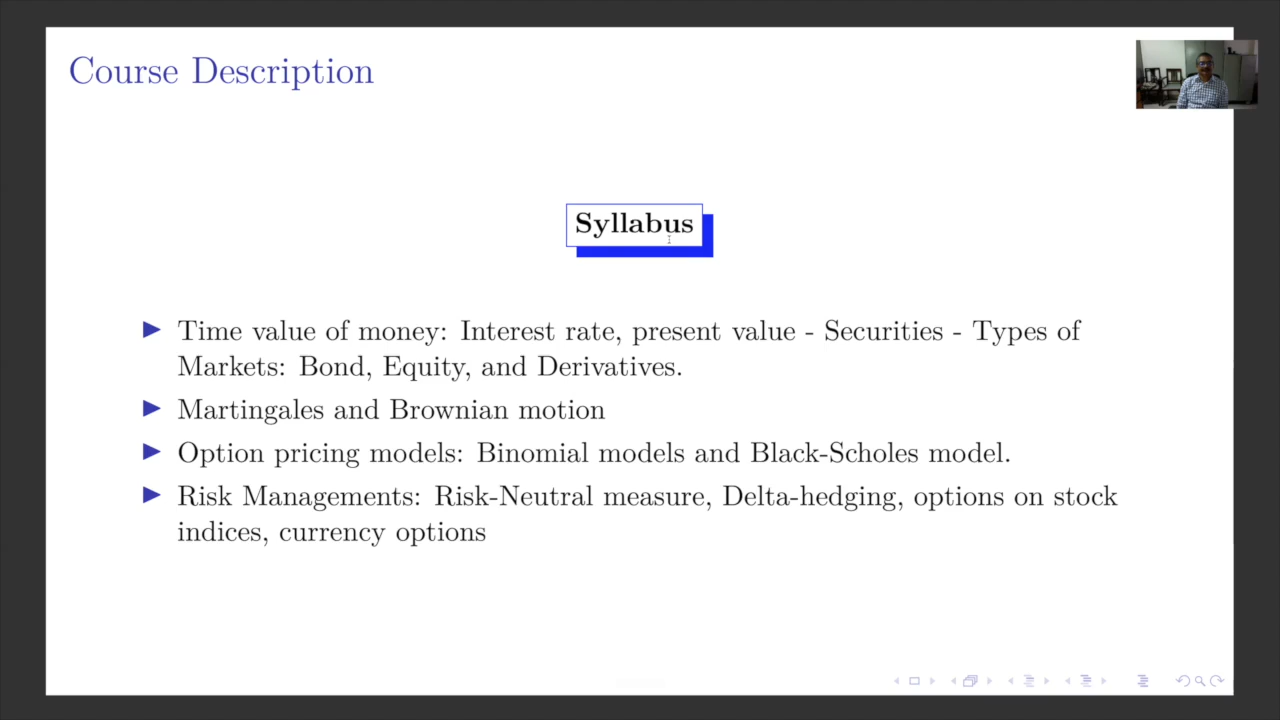 Course Description
Syllabus
Time value of money: Interest rate, present value - Securities - Types of
Markets: Bond, Equity, and Derivatives.
Martingales and Brownian motion
Option pricing models: Binomial models and Black-Scholes model.
Risk Managements: Risk-Neutral measure, Delta-hedging, options on stock
indices, currency options